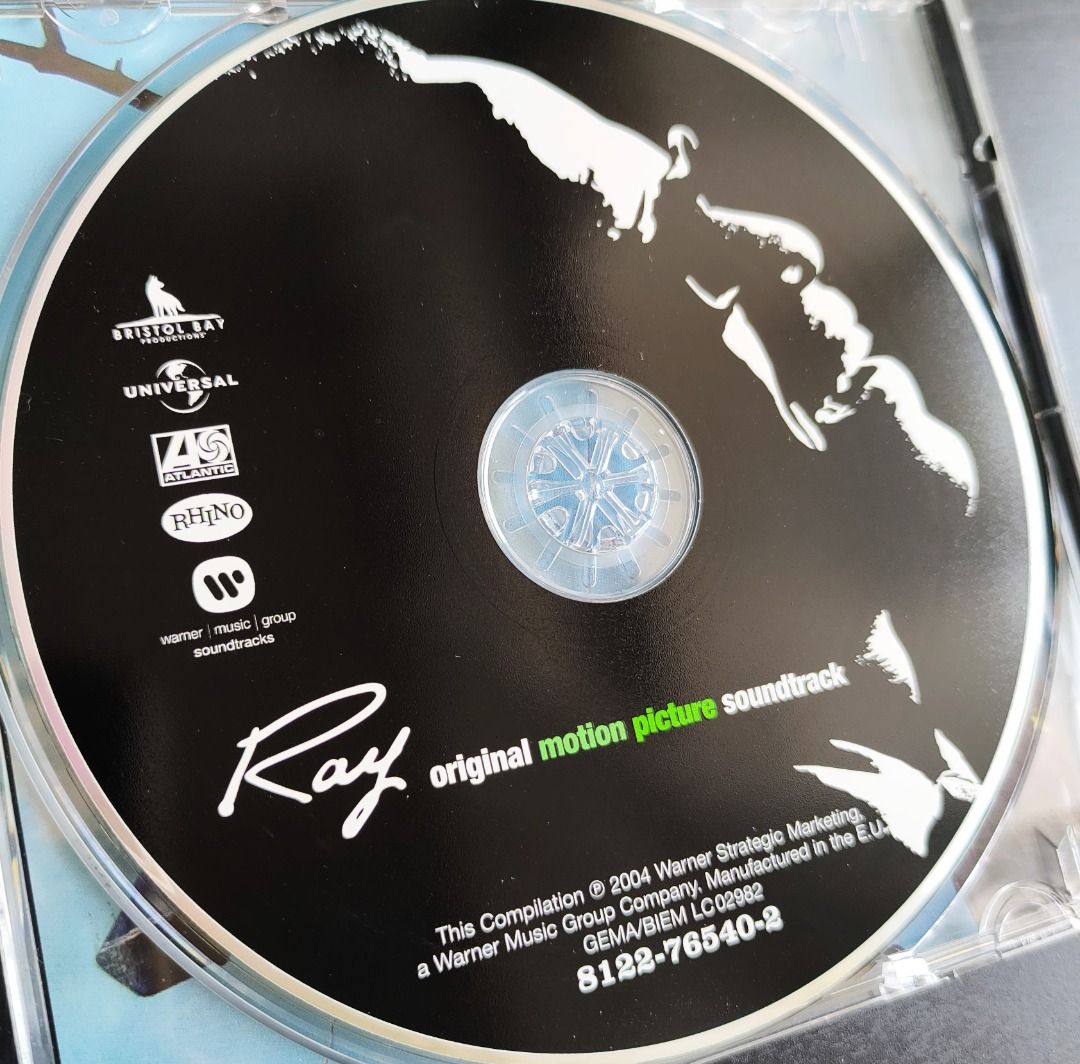 BRISTOL BAY
PRODUCTIONS
UNIVERSAL
ATLANTIC
RHINO
warner | music | group
soundtracks
Ray original motion picture soundtrack
This Compilation ℗ 2004 Warner Strategic Marketing,
a Warner Music Group Company, Manufactured in the E.U.
GEMA/BIEM LC02982
8122-76540-2